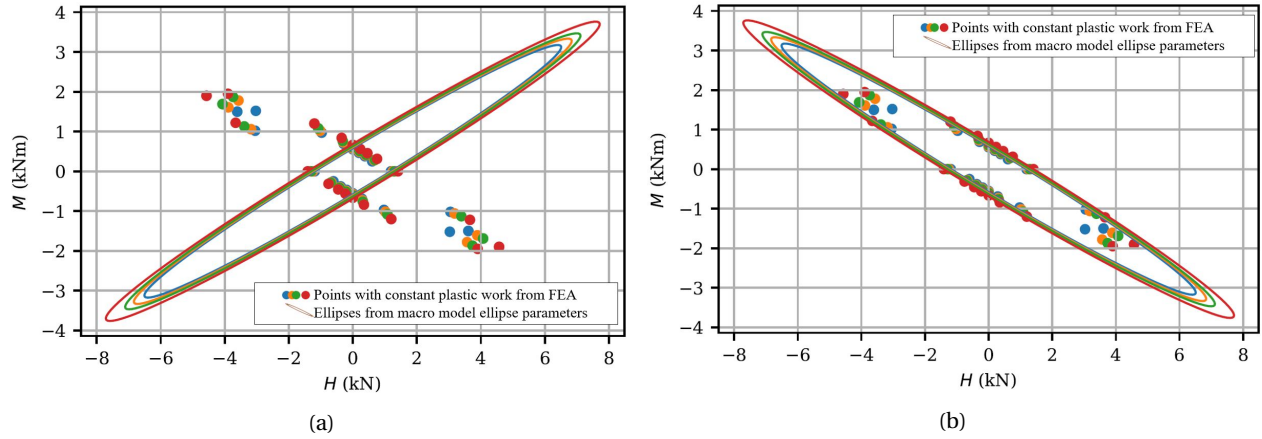 4
3
2
1
0
−1
−2
−3
−4
M (kNm)
Points with constant plastic work from FEA
Ellipses from macro model ellipse parameters
−8 −6 −4 −2 0 2 4 6 8
H (kN)
(a)
4
3
2
1
0
−1
−2
−3
−4
M (kNm)
Points with constant plastic work from FEA
Ellipses from macro model ellipse parameters
−8 −6 −4 −2 0 2 4 6 8
H (kN)
(b)